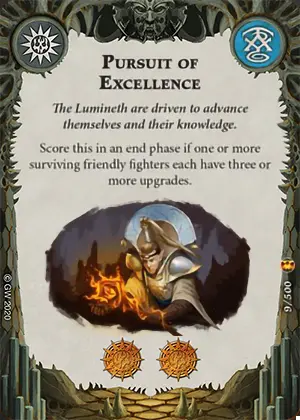 PURSUIT OF
EXCELLENCE
The Lumineth are driven to advance
themselves and their knowledge.
Score this in an end phase if one or more
surviving friendly fighters each have three or
more upgrades.
© GW 2020
9/500